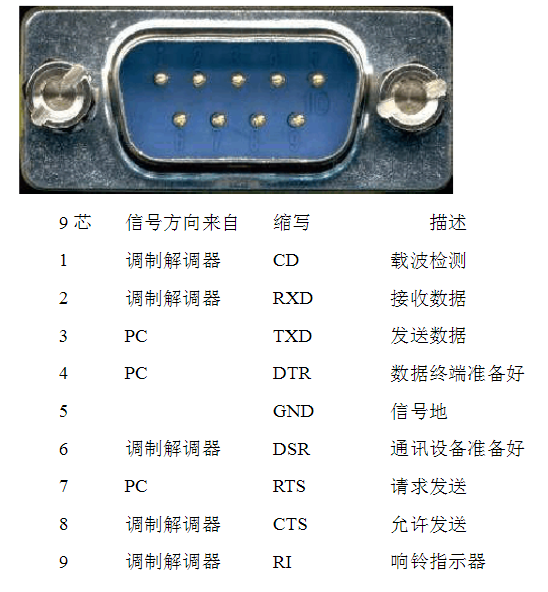 9芯 信号方向来自 缩写 描述
1 调制解调器 CD 载波检测
2 调制解调器 RXD 接收数据
3 PC TXD 发送数据
4 PC DTR 数据终端准备好
5 GND 信号地
6 调制解调器 DSR 通讯设备准备好
7 PC RTS 请求发送
8 调制解调器 CTS 允许发送
9 调制解调器 RI 响铃指示器